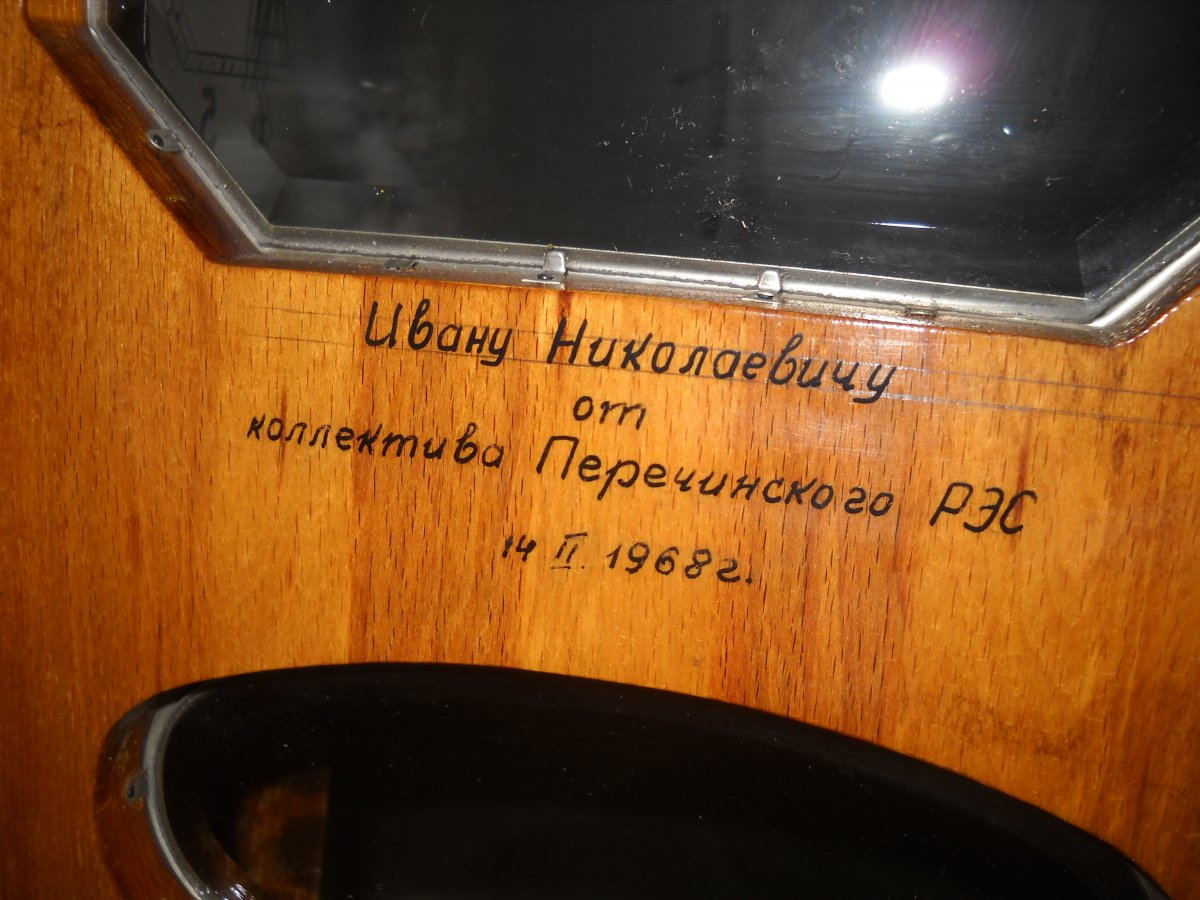 Ивану Николаевичу
от
коллектива Перечинского РЭС
14 II. 1968г.